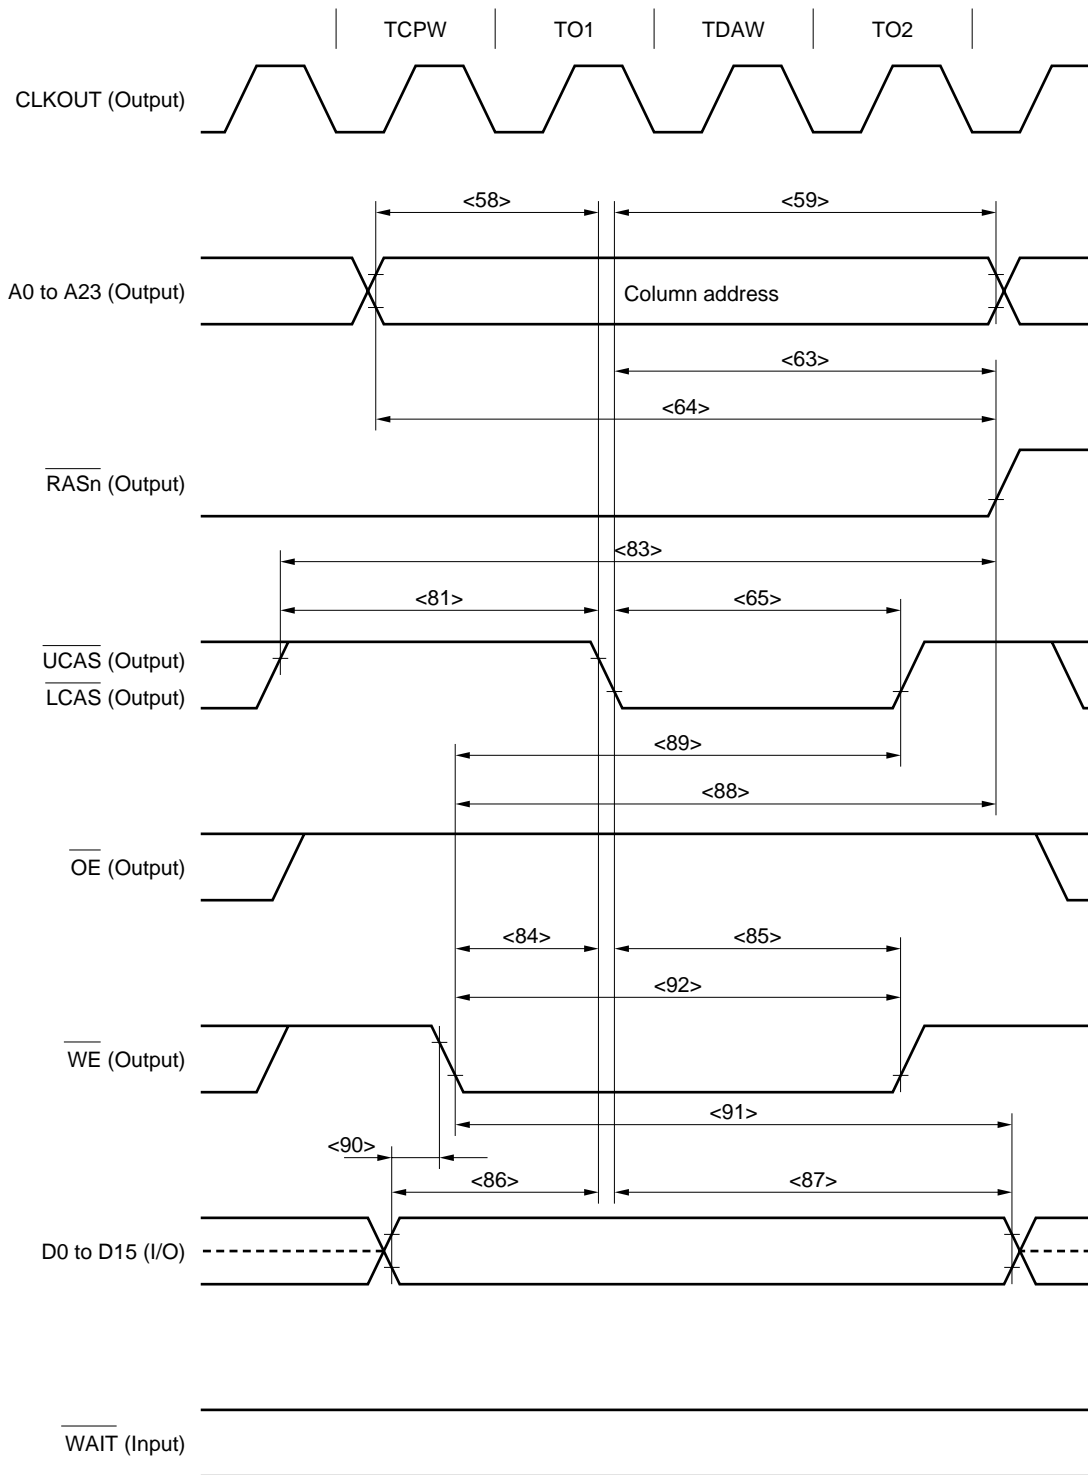 TCPW TO1 TDAW TO2
CLKOUT (Output)
<58> <59>
A0 to A23 (Output)
Column address
<63>
<64>
RASn (Output)
<83>
<81> <65>
UCAS (Output)
LCAS (Output)
<89>
<88>
OE (Output)
<84> <85>
<92>
WE (Output)
<91>
<90>
<86> <87>
D0 to D15 (I/O)
WAIT (Input)